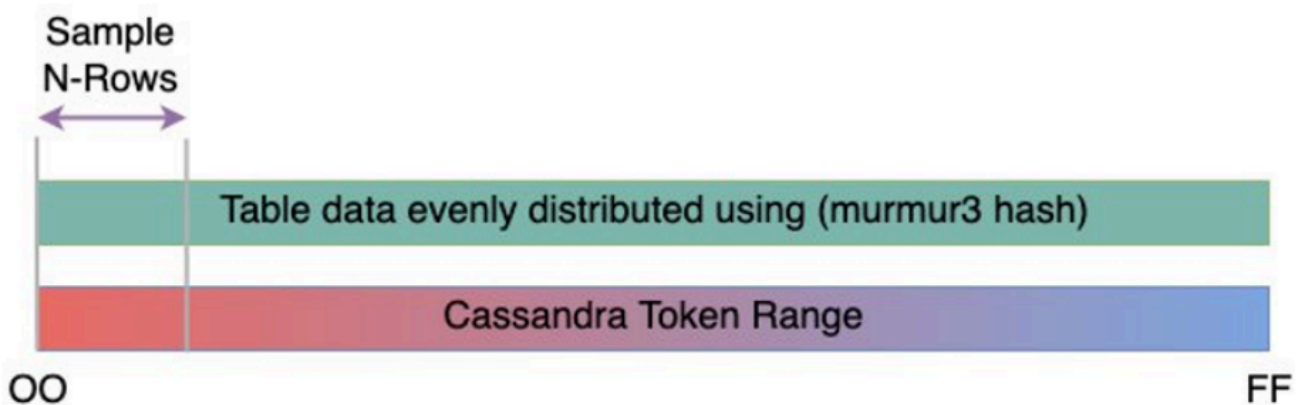 Sample
N-Rows
Table data evenly distributed using (murmur3 hash)
Cassandra Token Range
OO
FF